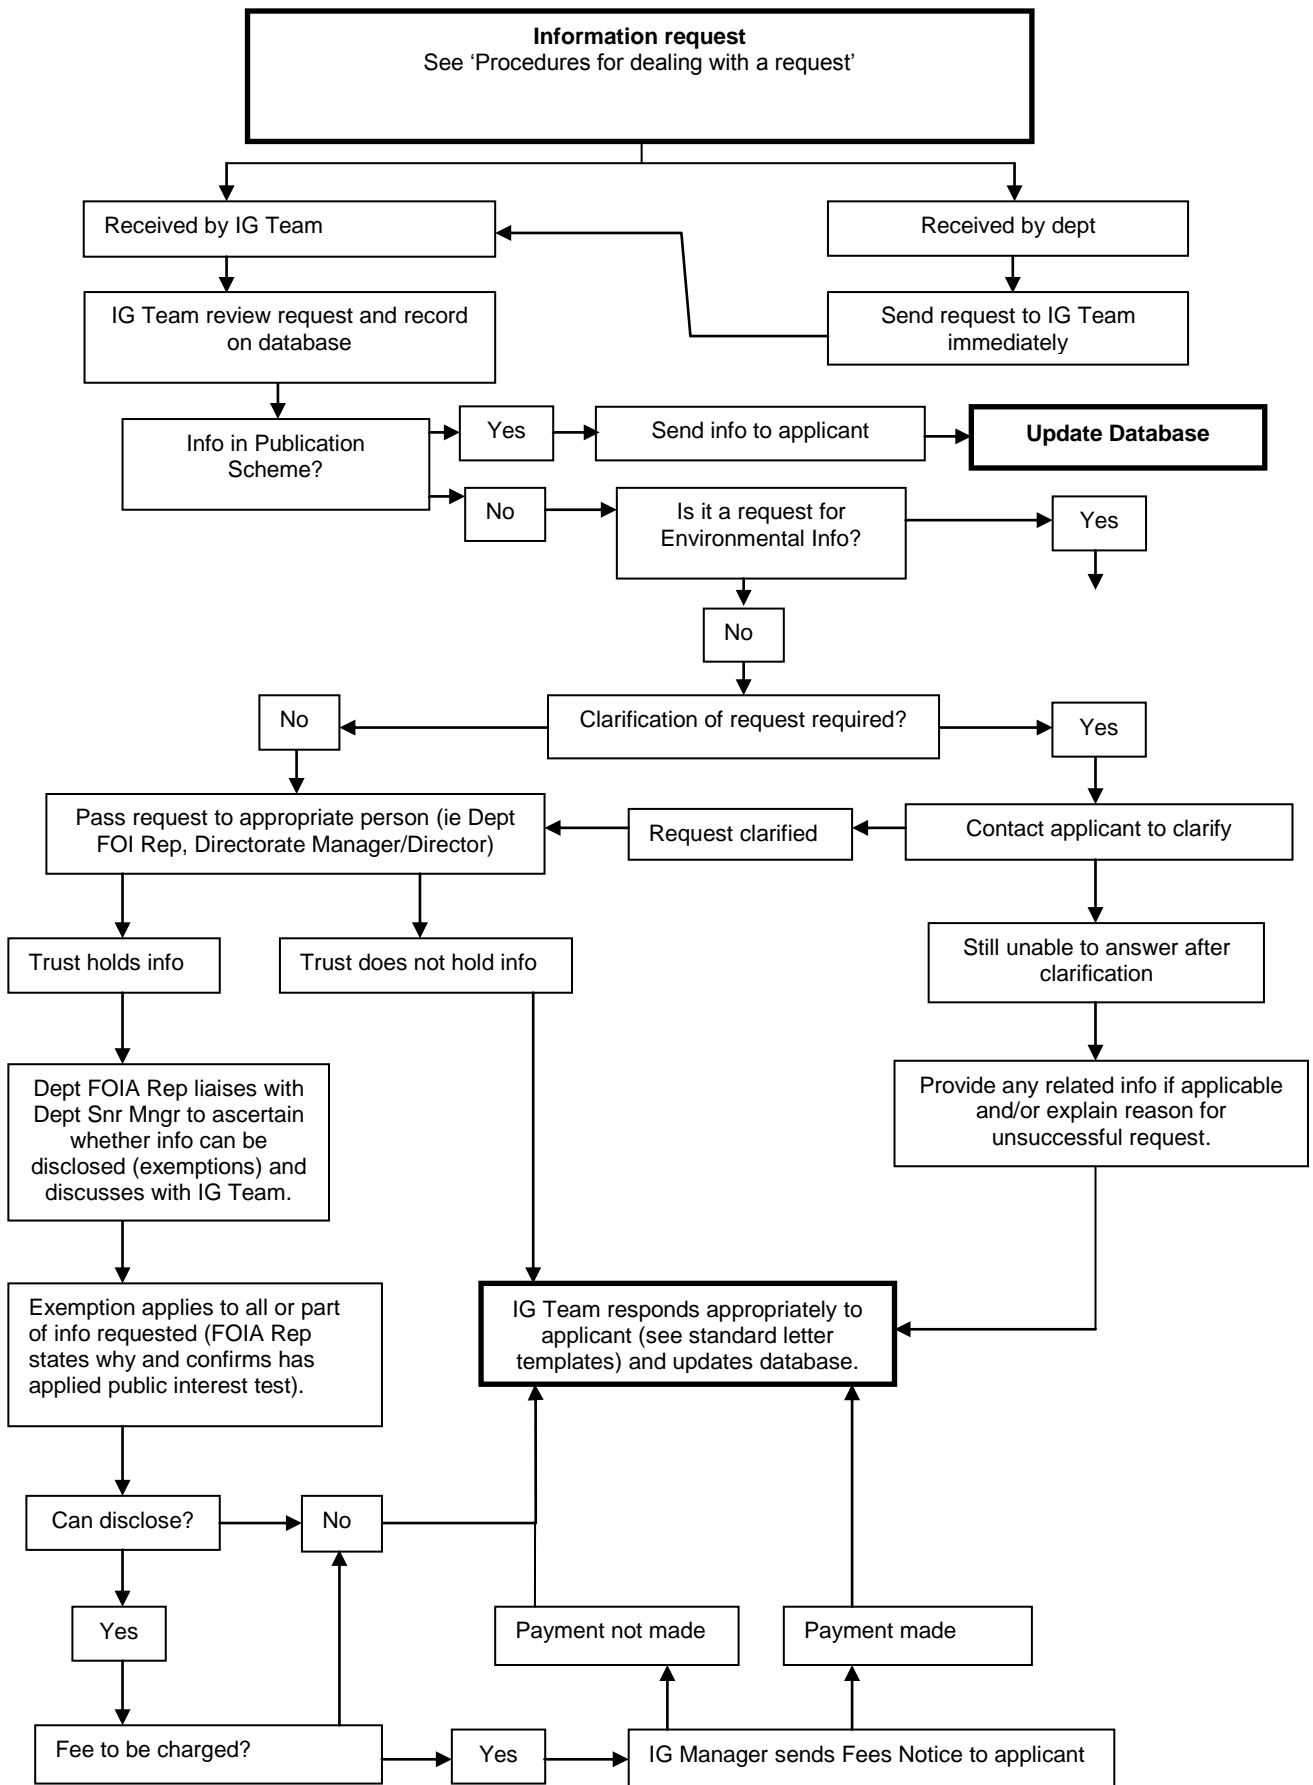 Information request
See ‘Procedures for dealing with a request’
Received by IG Team
Received by dept
IG Team review request and record
on database
Send request to IG Team
immediately
Info in Publication
Scheme?
Yes
Send info to applicant
Update Database
No
Is it a request for
Environmental Info?
Yes
No
No
Clarification of request required?
Yes
Pass request to appropriate person (ie Dept
FOI Rep, Directorate Manager/Director)
Request clarified
Contact applicant to clarify
Trust holds info
Trust does not hold info
Still unable to answer after
clarification
Dept FOIA Rep liaises with
Dept Snr Mngr to ascertain
whether info can be
disclosed (exemptions) and
discusses with IG Team.
Provide any related info if applicable
and/or explain reason for
unsuccessful request.
Exemption applies to all or part
of info requested (FOIA Rep
states why and confirms has
applied public interest test).
IG Team responds appropriately to
applicant (see standard letter
templates) and updates database.
Can disclose?
No
Yes
Payment not made
Payment made
Fee to be charged?
Yes
IG Manager sends Fees Notice to applicant